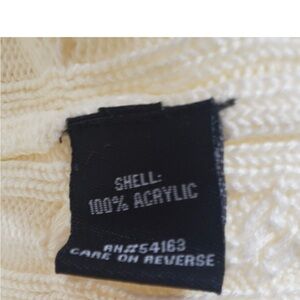 SHELL:
100% ACRYLIC
RN#54163
CARE ON REVERSE